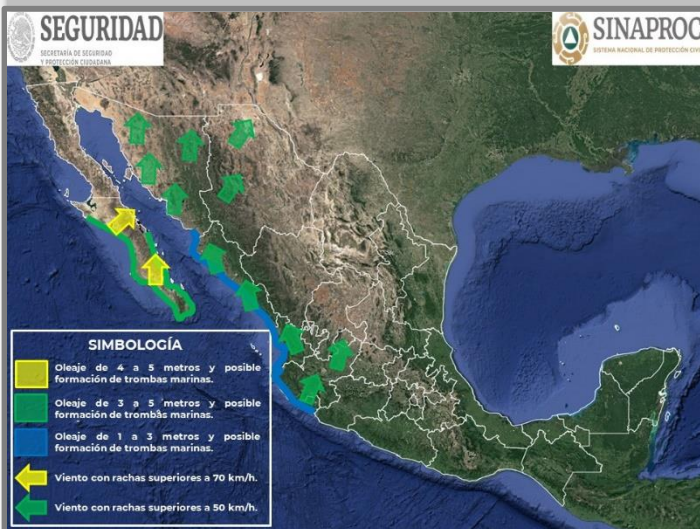 SEGURIDAD
SECRETARÍA DE SEGURIDAD
Y PROTECCIÓN CIUDADANA
SINAPROC
SISTEMA NACIONAL DE PROTECCIÓN CIVI
SIMBOLOGÍA
Oleaje de 4 a 5 metros y posible
formación de trombas marinas.
Oleaje de 3 a 5 metros y posible
formación de trombas marinas.
Oleaje de 1 a 3 metros y posible
formación de trombas marinas.
Viento con rachas superiores a 70 km/h.
Viento con rachas superiores a 50 km/h.